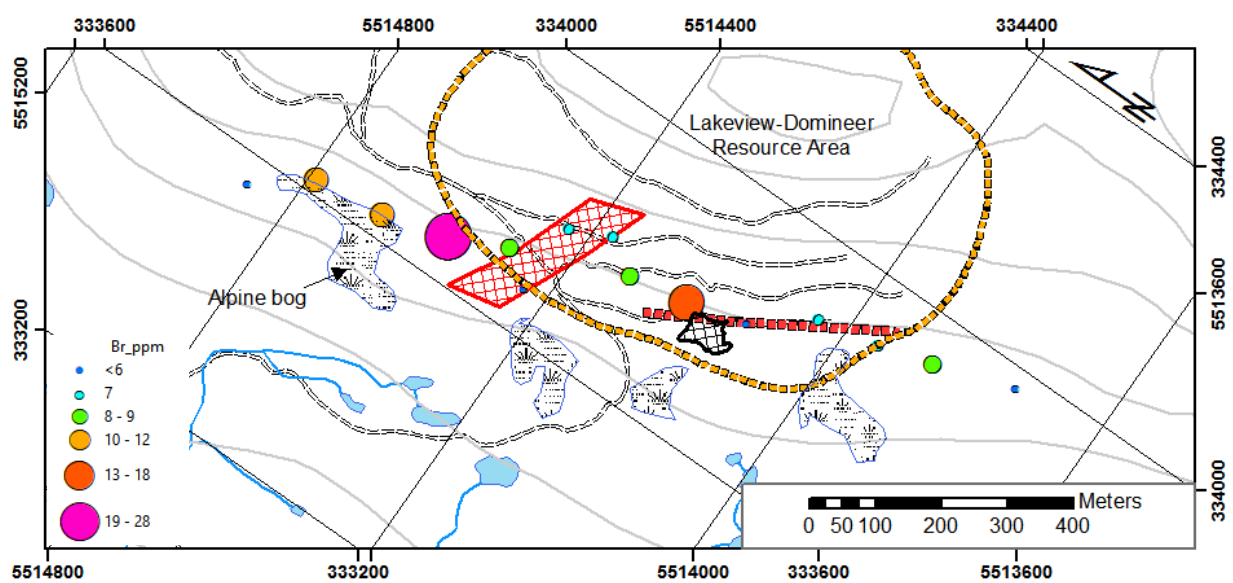 333600
5514800
334000
5514400
334400
5515200
N
Lakeview-Domineer
Resource Area
334400
Alpine bog
5513600
333200
Br_ppm
<6
7
8 - 9
10 - 12
13 - 18
19 - 28
334000
Meters
0 50 100 200 300 400
5514800
333200
5514000
333600
5513600